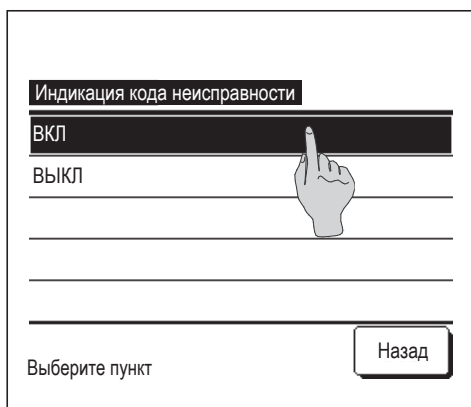 Индикация кода неисправности
ВКЛ
ВЫКЛ
Выберите пункт
Назад